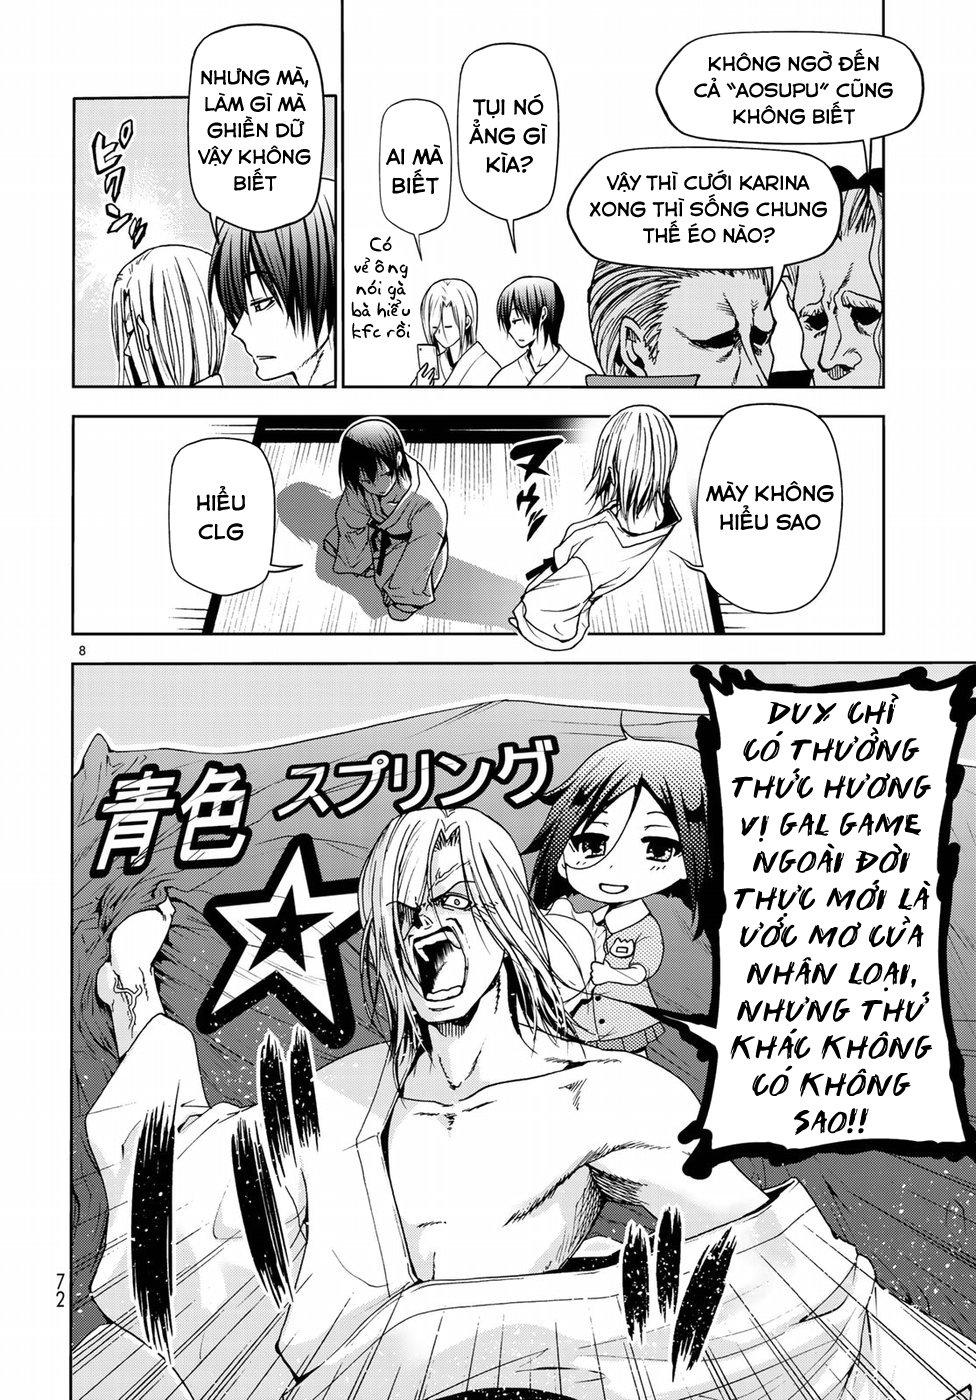 KHÔNG NGỜ ĐẾN
CẢ "AOSUPU" CŨNG
KHÔNG BIẾT
VẬY THÌ CƯỚI KARINA
XONG THÌ SỐNG CHUNG
THẾ ÉO NÀO?
TỤI NÓ
ẲNG GÌ
KÌA?
AI MÀ
BIẾT
Có
vẻ ông
nói gà
bà hiểu
kfc rồi
NHƯNG MÀ,
LÀM GÌ MÀ
GHIỀN DỮ
VẬY KHÔNG
BIẾT
MÀY KHÔNG
HIỂU SAO
HIỂU
CLG
8
DUY CHỈ
CÓ THƯỞNG
THỨC HƯƠNG
VỊ GAL GAME
NGOÀI ĐỜI
THỰC MỚI LÀ
ƯỚC MƠ CỦA
NHÂN LOẠI,
NHƯNG THỨ
KHÁC KHÔNG
CÓ KHÔNG
SAO!!
青色
スプリング
72